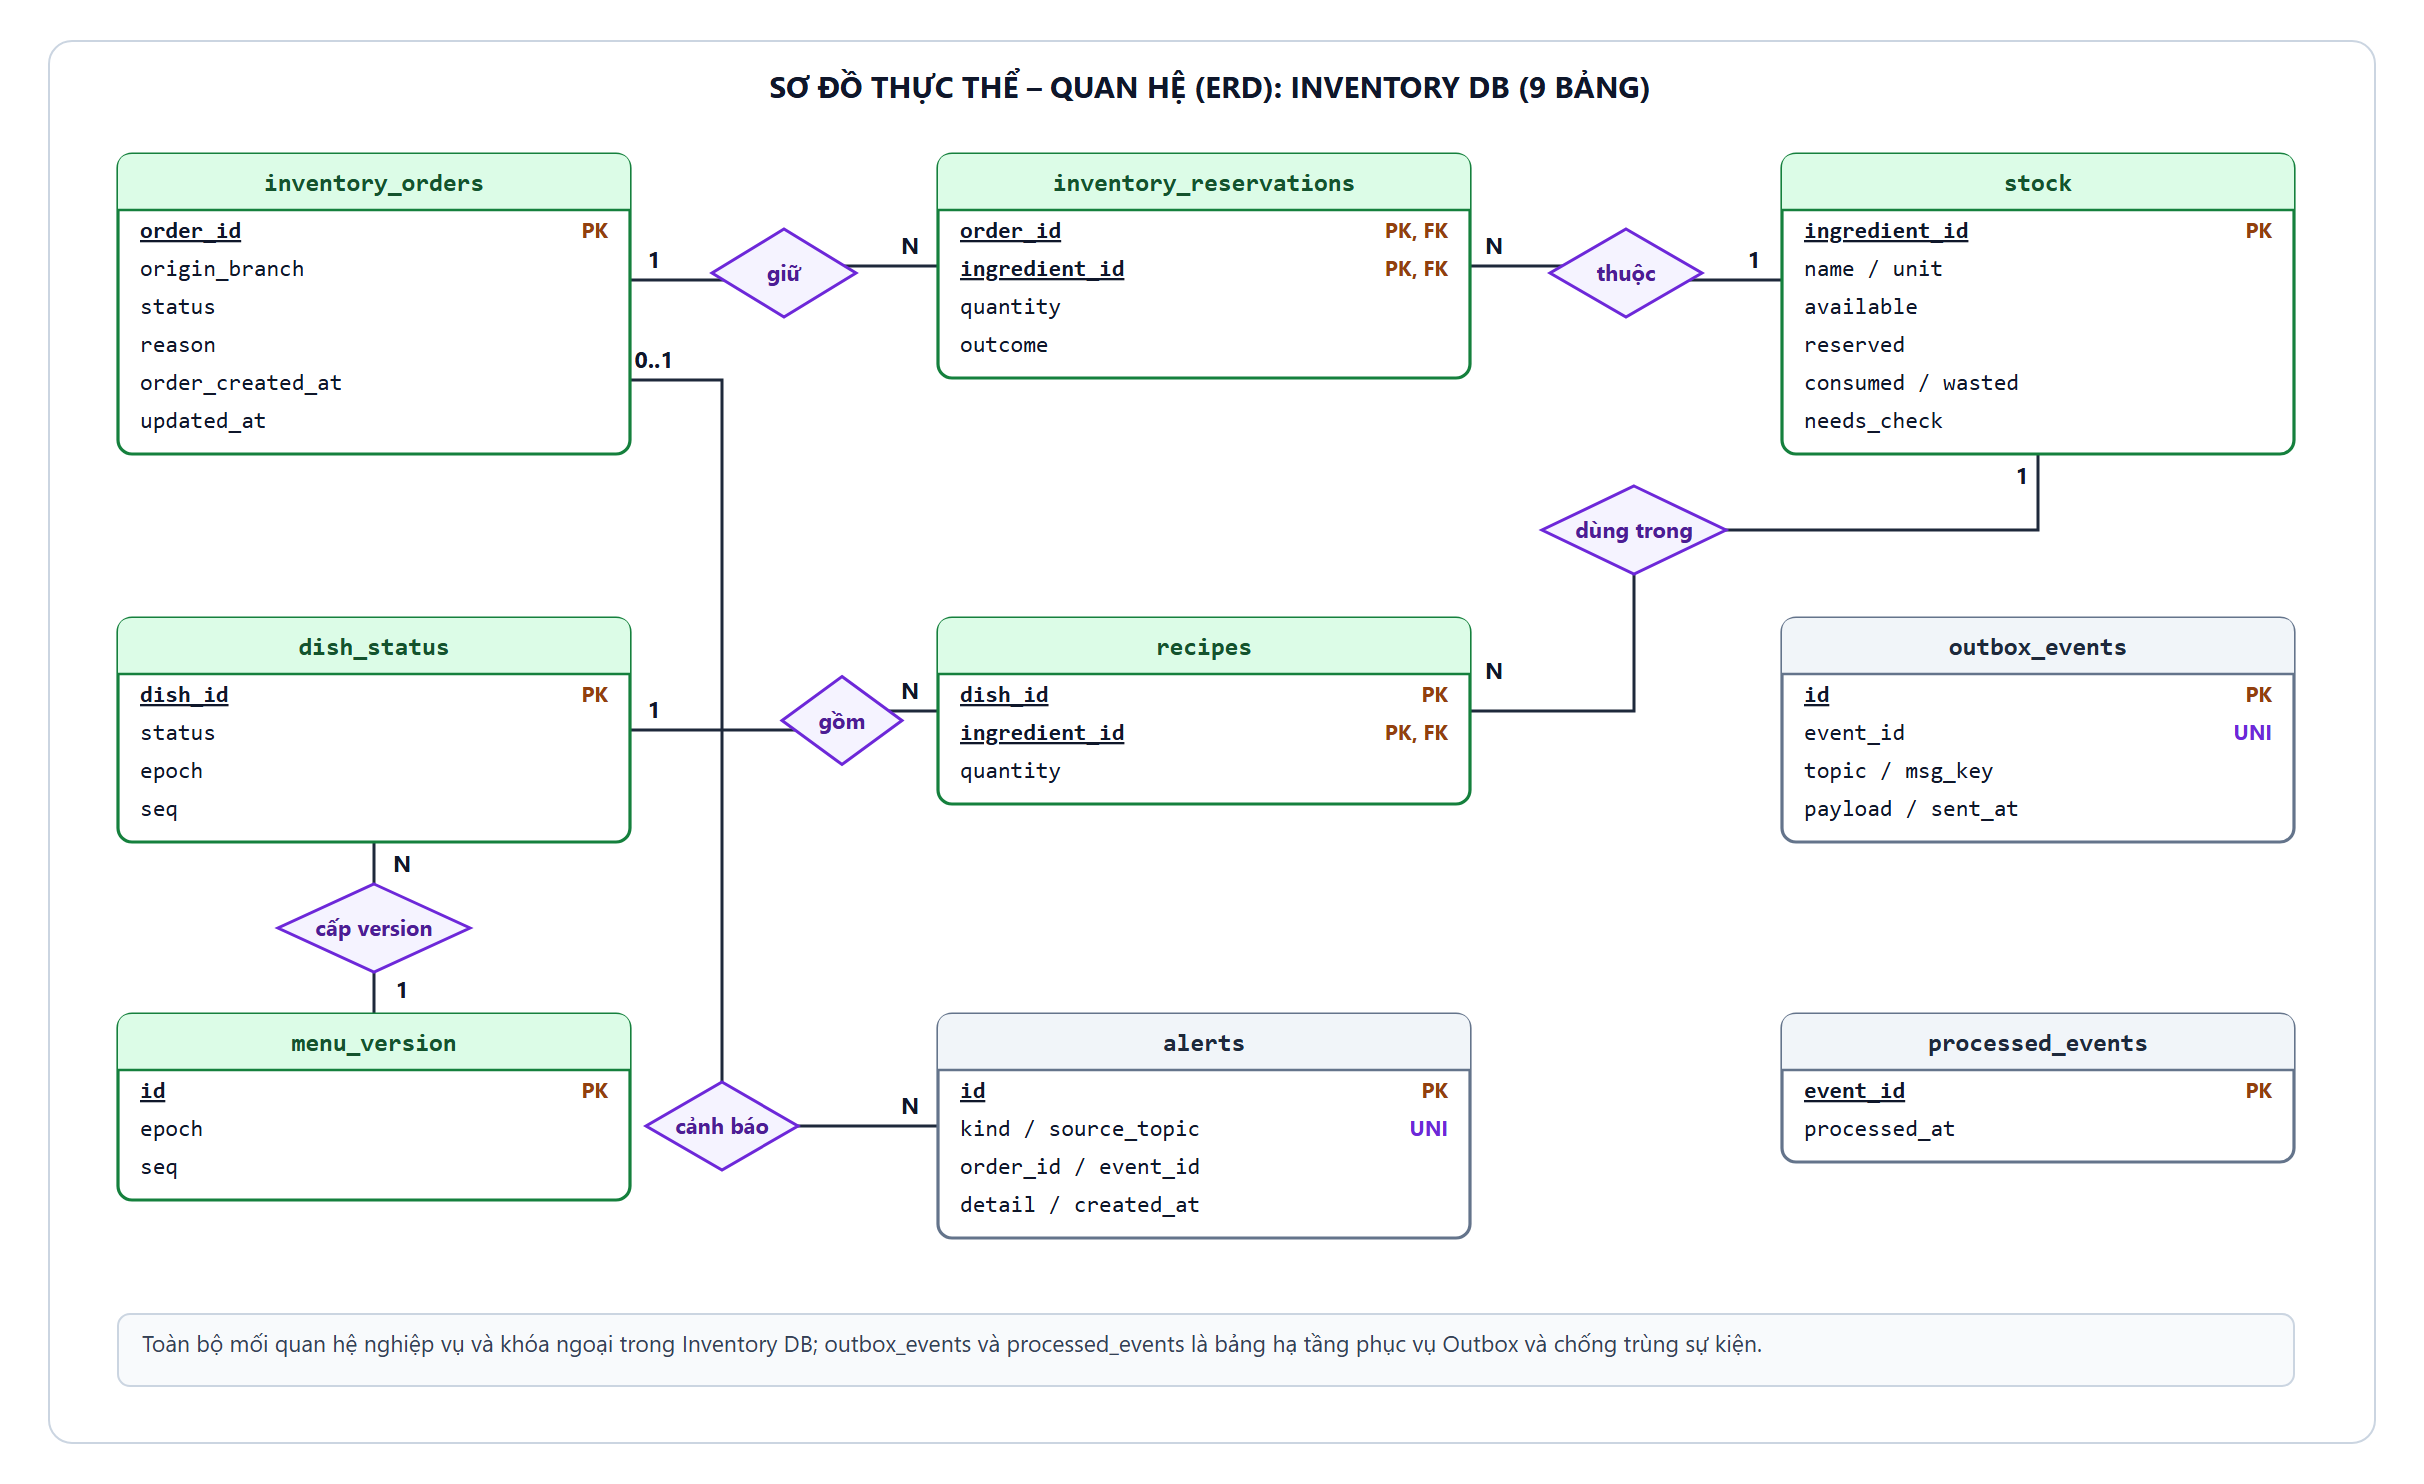 SƠ ĐỒ THỰC THỂ – QUAN HỆ (ERD): INVENTORY DB (9 BẢNG)
inventory_orders
order_id PK
origin_branch
status
reason
order_created_at
updated_at
1
giữ
N
0..1
inventory_reservations
order_id PK, FK
ingredient_id PK, FK
quantity
outcome
N
thuộc
1
stock
ingredient_id PK
name / unit
available
reserved
consumed / wasted
needs_check
1
dùng trong
N
dish_status
dish_id PK
status
epoch
seq
1
gồm
N
recipes
dish_id PK
ingredient_id PK, FK
quantity
outbox_events
id PK
event_id UNI
topic / msg_key
payload / sent_at
N
cấp version
1
menu_version
id PK
epoch
seq
cảnh báo
N
alerts
id PK
kind / source_topic UNI
order_id / event_id
detail / created_at
processed_events
event_id PK
processed_at
Toàn bộ mối quan hệ nghiệp vụ và khóa ngoại trong Inventory DB; outbox_events và processed_events là bảng hạ tầng phục vụ Outbox và chống trùng sự kiện.